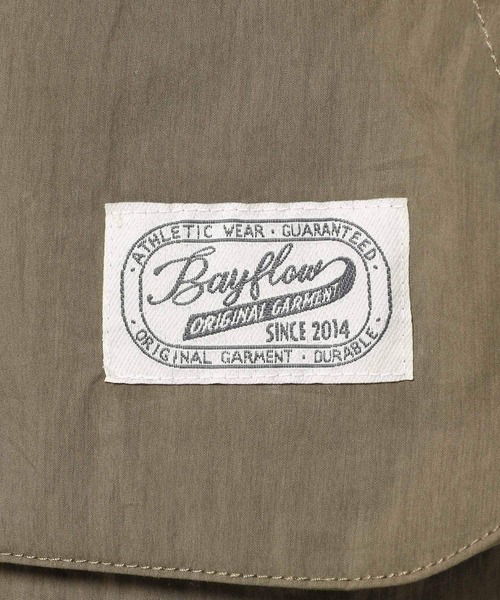 · ATHLETIC WEAR · GUARANTEED ·
Bayflow
ORIGINAL GARMENT
SINCE 2014
· ORIGINAL GARMENT · DURABLE ·